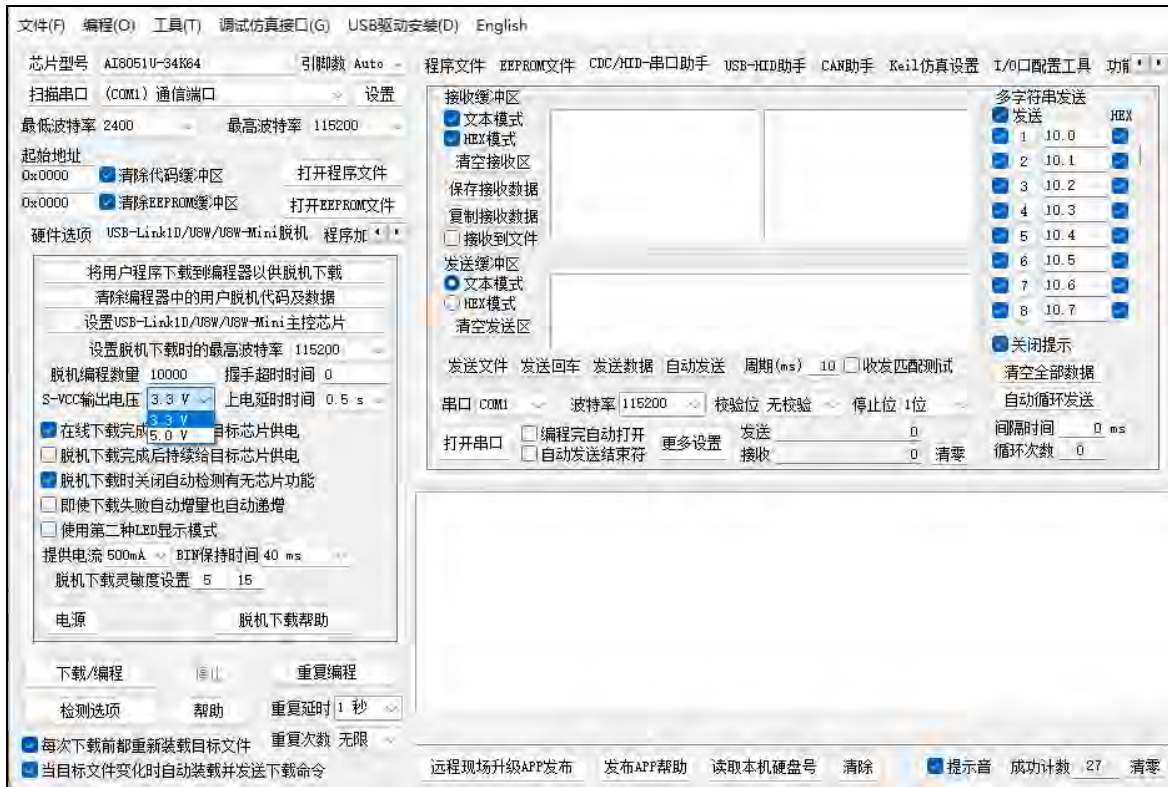 文件(F) 编程(O) 工具(T) 调试仿真接口(G) USB驱动安装(D) English
芯片型号 AI8051U-34K64 引脚数 Auto
扫描串口 (COM1) 通信端口 设置
最低波特率 2400 最高波特率 115200
起始地址
0x0000 清除代码缓冲区 打开程序文件
0x0000 清除EEPROM缓冲区 打开EEPROM文件
硬件选项 USB-Link1D/U8W/U8W-Mini脱机 程序加
将用户程序下载到编程器以供脱机下载
清除编程器中的用户脱机代码及数据
设置USB-Link1D/U8W/U8W-Mini主控芯片
设置脱机下载时的最高波特率 115200
脱机编程数量 10000 握手超时时间 0
S-VCC输出电压 3.3 V 上电延时时间 0.5 s
3.3 V
5.0 V
在线下载完成 目标芯片供电
脱机下载完成后持续给目标芯片供电
脱机下载时关闭自动检测有无芯片功能
即使下载失败自动增量也自动递增
使用第二种LED显示模式
提供电流 500mA BIN保持时间 40 ms
脱机下载灵敏度设置 5 15
电源 脱机下载帮助
下载/编程 停止 重复编程
检测选项 帮助 重复延时 1 秒
每次下载前都重新装载目标文件 重复次数 无限
当目标文件变化时自动装载并发送下载命令
程序文件 EEPROM文件 CDC/HID-串口助手 USB-HID助手 CAN助手 Keil仿真设置 I/O口配置工具 功能
接收缓冲区
文本模式
HEX模式
清空接收区
保存接收数据
复制接收数据
接收到文件
发送缓冲区
文本模式
HEX模式
清空发送区
发送文件 发送回车 发送数据 自动发送 周期(ms) 10 收发匹配测试
串口 COM1 波特率 115200 校验位 无校验 停止位 1位
打开串口 编程完自动打开 更多设置 发送 0
自动发送结束符 接收 0 清零
多字符串发送
发送 HEX
1 10.0
2 10.1
3 10.2
4 10.3
5 10.4
6 10.5
7 10.6
8 10.7
关闭提示
清空全部数据
自动循环发送
间隔时间 0 ms
循环次数 0
远程现场升级APP发布 发布APP帮助 读取本机硬盘号 清除 提示音 成功计数 27 清零